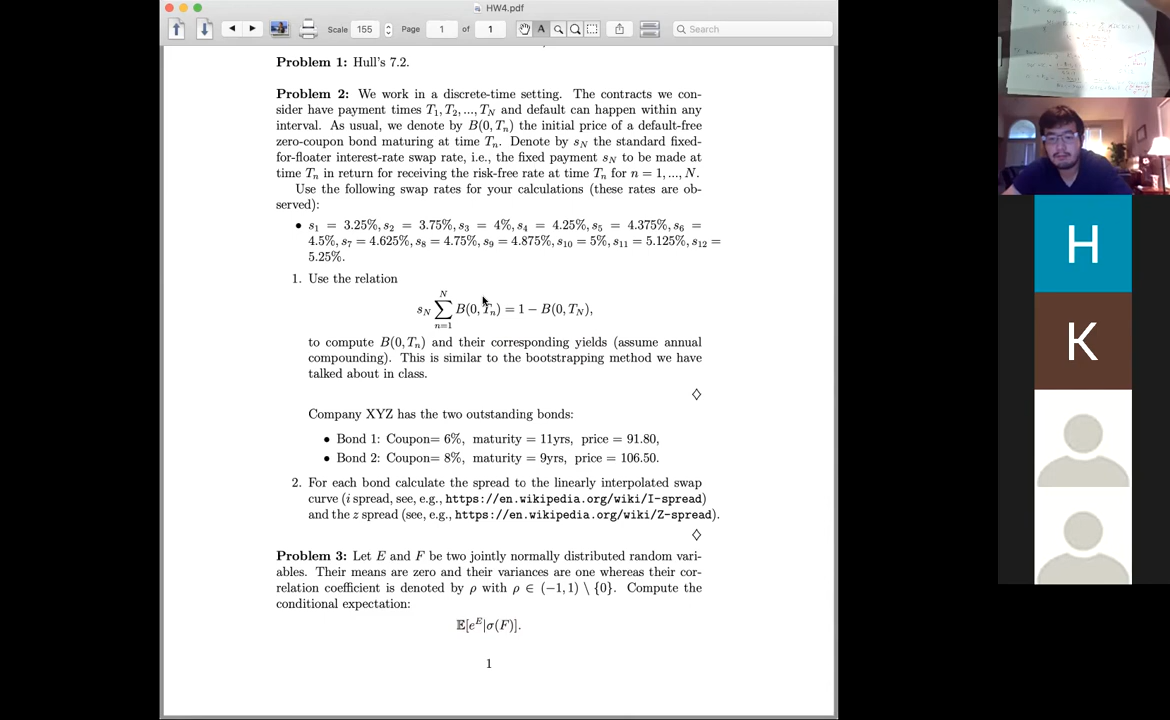 HW4.pdf
Scale 155 Page 1 of 1 A Search
Problem 1: Hull's 7.2.
Problem 2: We work in a discrete-time setting. The contracts we con-
sider have payment times T₁, T₂, ..., T_N and default can happen within any
interval. As usual, we denote by B(0, Tₙ) the initial price of a default-free
zero-coupon bond maturing at time Tₙ. Denote by s_N the standard fixed-
for-floater interest-rate swap rate, i.e., the fixed payment s_N to be made at
time Tₙ in return for receiving the risk-free rate at time Tₙ for n = 1, ..., N.
Use the following swap rates for your calculations (these rates are ob-
served):
• s₁ = 3.25%, s₂ = 3.75%, s₃ = 4%, s₄ = 4.25%, s₅ = 4.375%, s₆ =
4.5%, s₇ = 4.625%, s₈ = 4.75%, s₉ = 4.875%, s₁₀ = 5%, s₁₁ = 5.125%, s₁₂ =
5.25%.
1. Use the relation
s_N ∑_{n=1}^{N} B(0, Tₙ) = 1 − B(0, T_N),
to compute B(0, Tₙ) and their corresponding yields (assume annual
compounding). This is similar to the bootstrapping method we have
talked about in class.
◇
Company XYZ has the two outstanding bonds:
• Bond 1: Coupon= 6%, maturity = 11yrs, price = 91.80,
• Bond 2: Coupon= 8%, maturity = 9yrs, price = 106.50.
2. For each bond calculate the spread to the linearly interpolated swap
curve (i spread, see, e.g., https://en.wikipedia.org/wiki/I-spread)
and the z spread (see, e.g., https://en.wikipedia.org/wiki/Z-spread).
◇
Problem 3: Let E and F be two jointly normally distributed random vari-
ables. Their means are zero and their variances are one whereas their cor-
relation coefficient is denoted by ρ with ρ ∈ (−1, 1) \ {0}. Compute the
conditional expectation:
𝔼[e^E|σ(F)].
1
H
K